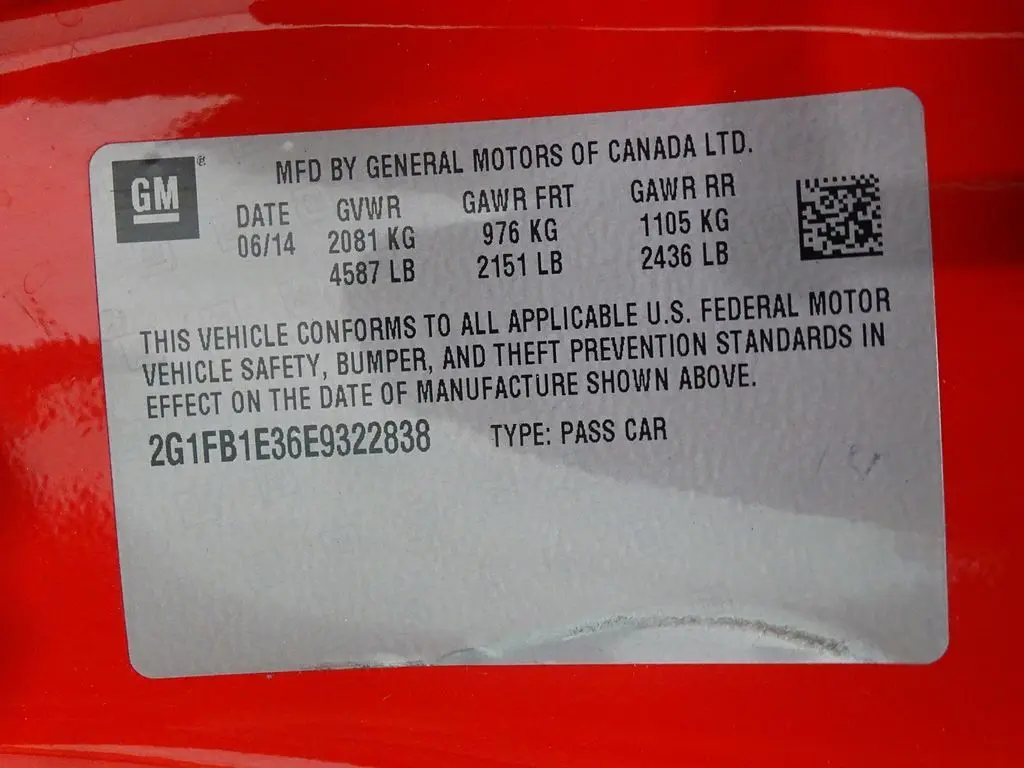 GM®
MFD BY GENERAL MOTORS OF CANADA LTD.
DATE GVWR GAWR FRT GAWR RR
06/14 2081 KG 976 KG 1105 KG
4587 LB 2151 LB 2436 LB
THIS VEHICLE CONFORMS TO ALL APPLICABLE U.S. FEDERAL MOTOR
VEHICLE SAFETY, BUMPER, AND THEFT PREVENTION STANDARDS IN
EFFECT ON THE DATE OF MANUFACTURE SHOWN ABOVE.
2G1FB1E36E9322838 TYPE: PASS CAR